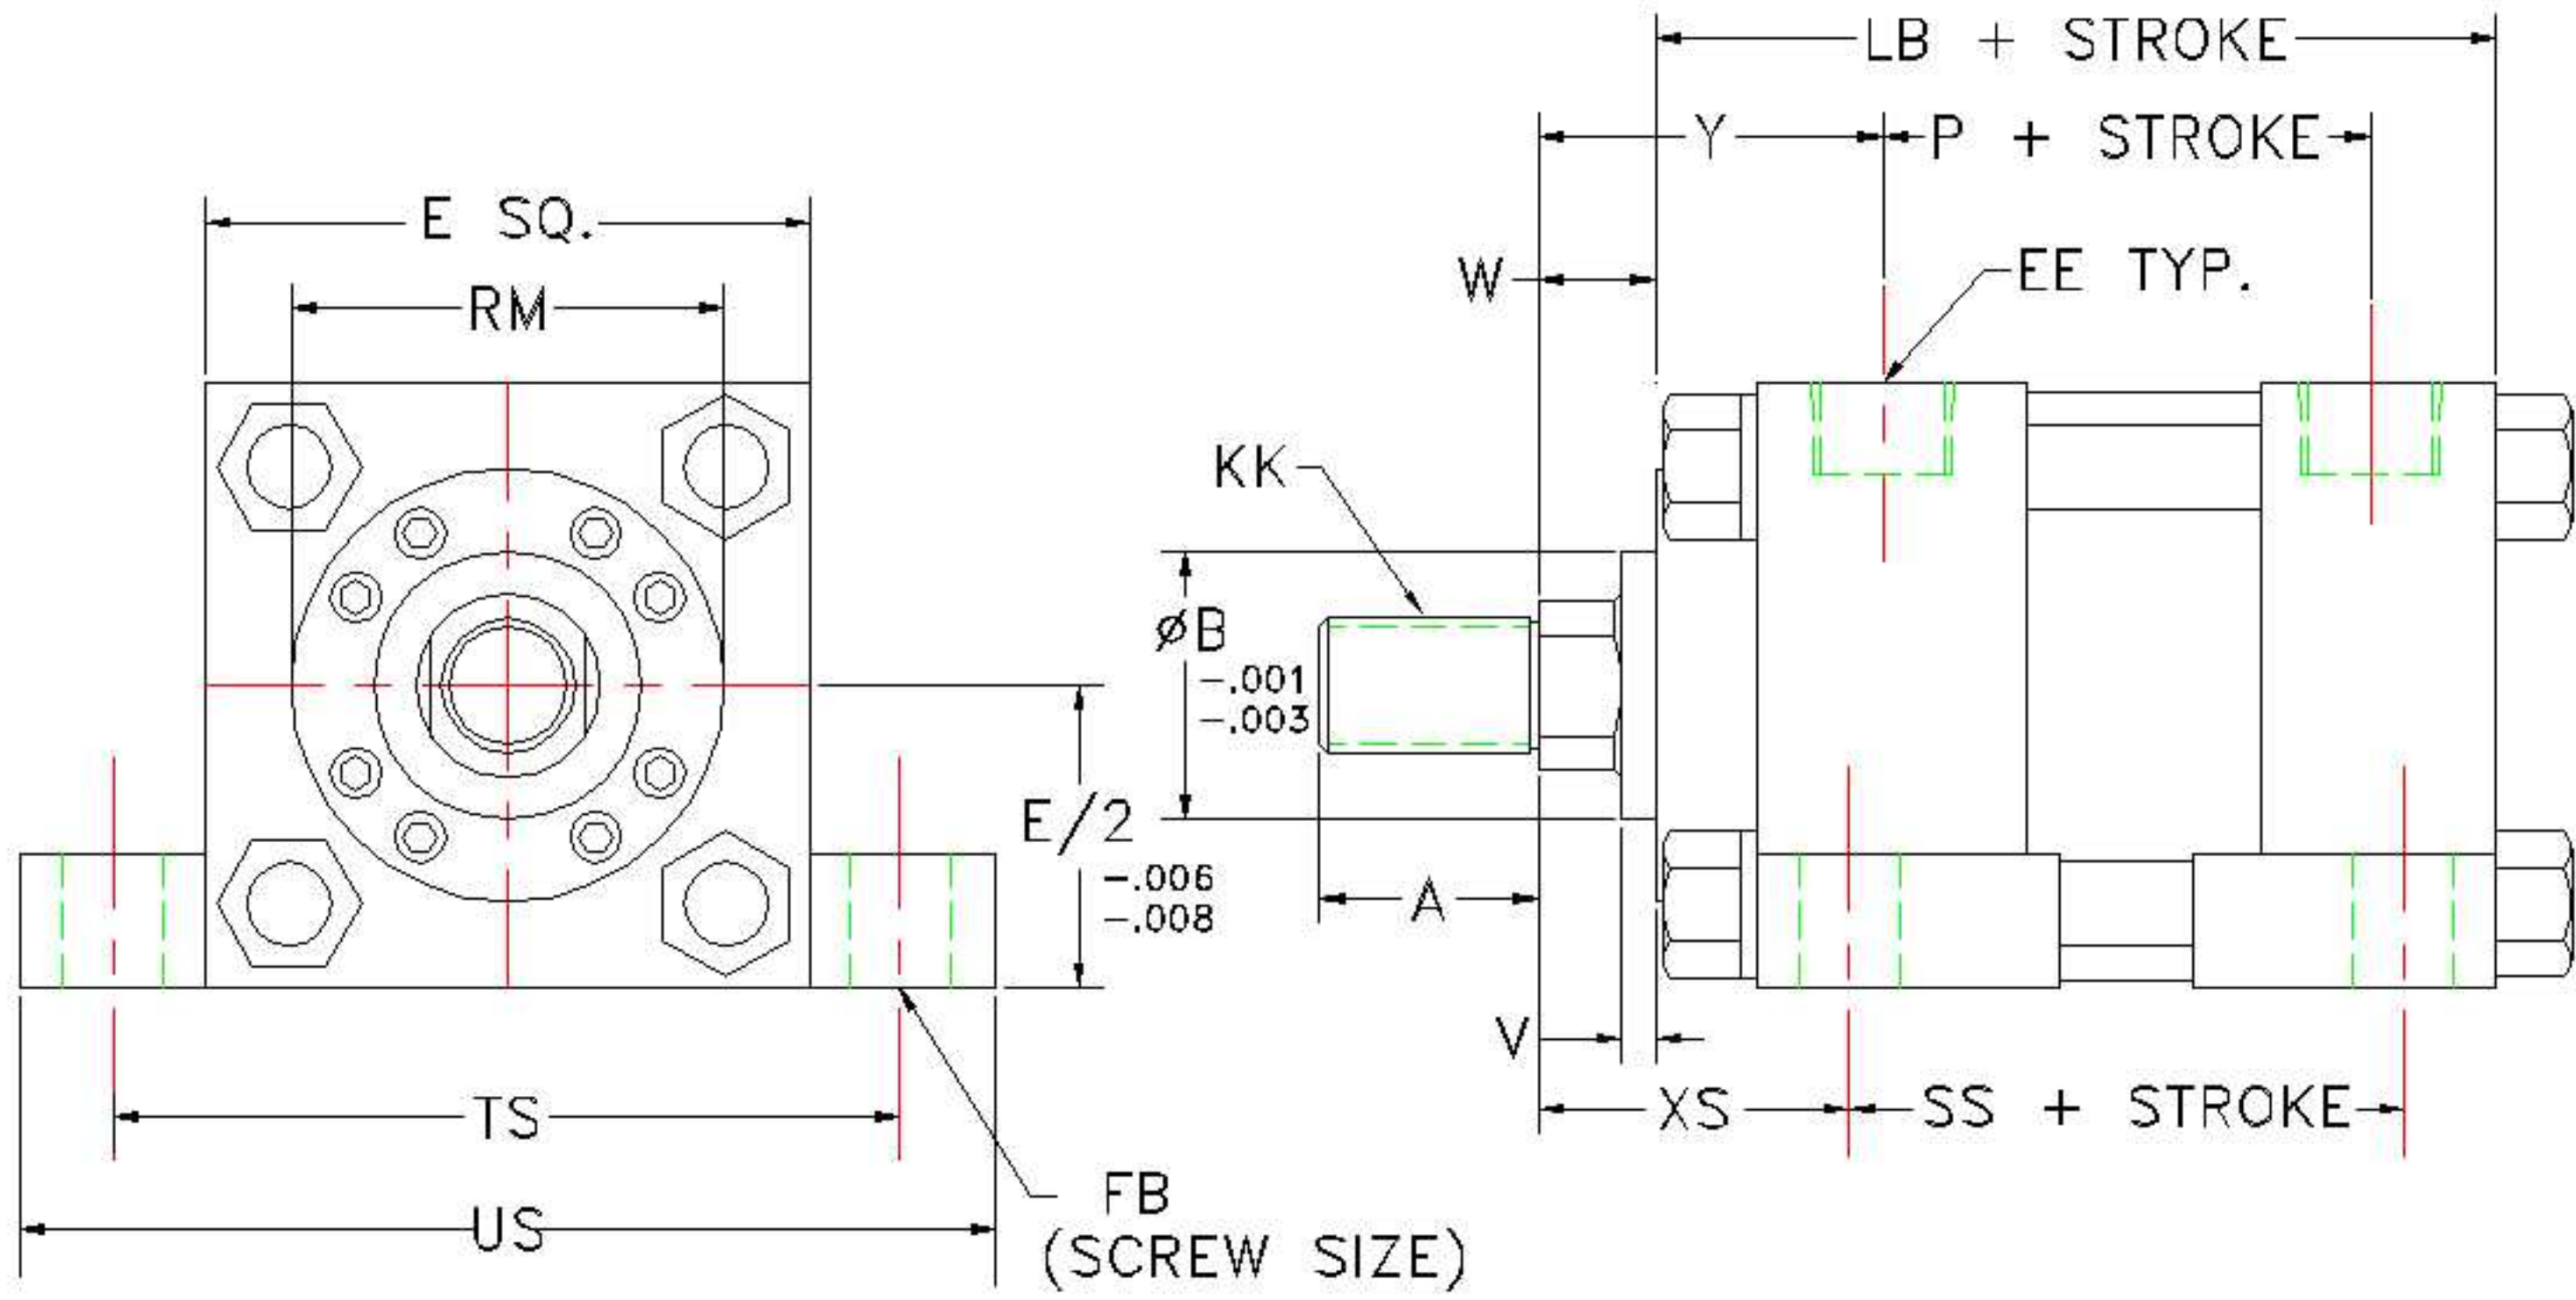 LB + STROKE
Y
P + STROKE
E SQ.
W
EE TYP.
RM
KK
øB
-.001
-.003
E/2
-.006
-.008
A
V
TS
XS
SS + STROKE
FB
US
(SCREW SIZE)